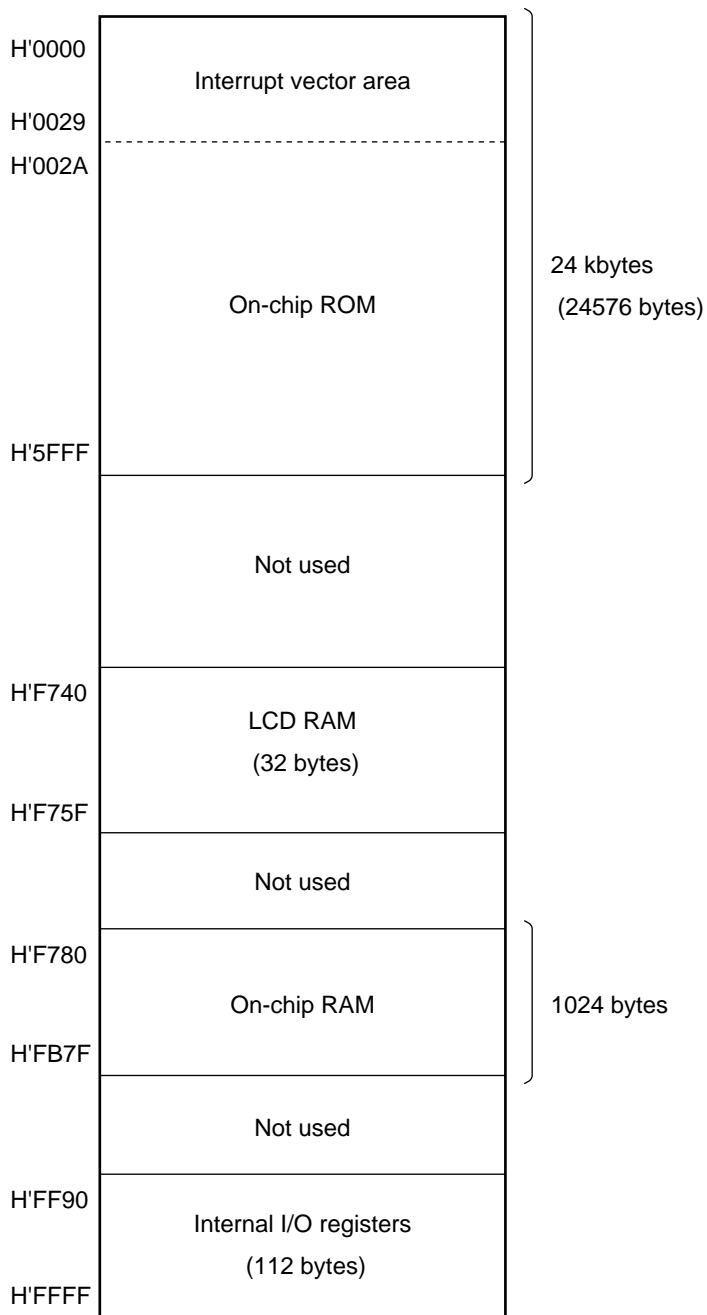 H'0000
Interrupt vector area
H'0029
H'002A
24 kbytes
(24576 bytes)
On-chip ROM
H'5FFF
Not used
H'F740
LCD RAM
(32 bytes)
H'F75F
Not used
H'F780
On-chip RAM
1024 bytes
H'FB7F
Not used
H'FF90
Internal I/O registers
(112 bytes)
H'FFFF